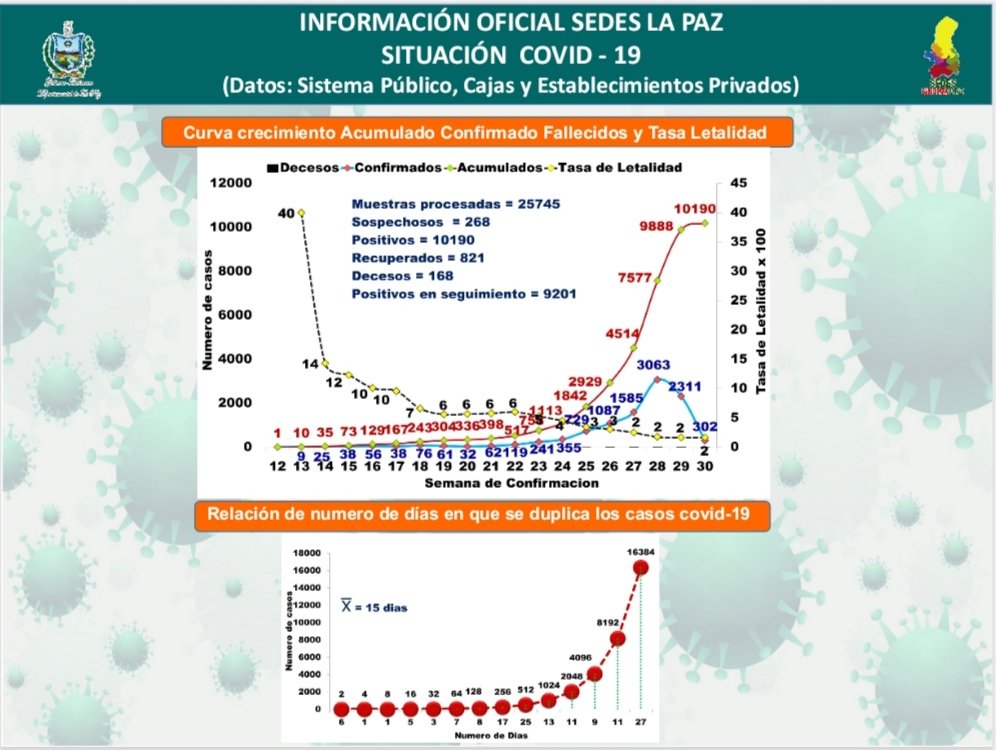 INFORMACIÓN OFICIAL SEDES LA PAZ
SITUACIÓN COVID - 19
(Datos: Sistema Público, Cajas y Establecimientos Privados)
Curva crecimiento Acumulado Confirmado Fallecidos y Tasa Letalidad
Decesos Confirmados Acumulados Tasa de Letalidad
Numero de casos
12000
10000
8000
6000
4000
2000
0
Muestras procesadas = 25745
Sospechosos = 268
Positivos = 10190
Recuperados = 821
Decesos = 168
Positivos en seguimiento = 9201
40 14 12 10 10 7 6 6 6 6 4 3 3 2 2 2 2
1 10 35 73 129 167 243 304 336 398 517 1113 1842 2929 4514 7577 9888 10190
9 25 38 56 38 76 61 32 62 119 241 355 729 1087 1585 3063 2311 302
12 13 14 15 16 17 18 19 20 21 22 23 24 25 26 27 28 29 30
Semana de Confirmacion
45
40
35
30
25
20
15
10
5
0
Tasa de Letalidad x 100
Relación de numero de días en que se duplica los casos covid-19
Numero de casos
18000
16000
14000
12000
10000
8000
6000
4000
2000
0
X = 15 dias
2 4 8 16 32 64 128 256 512 1024 2048 4096 8192 16384
6 1 1 5 3 7 8 17 25 13 11 9 11 27
Numero de Dias